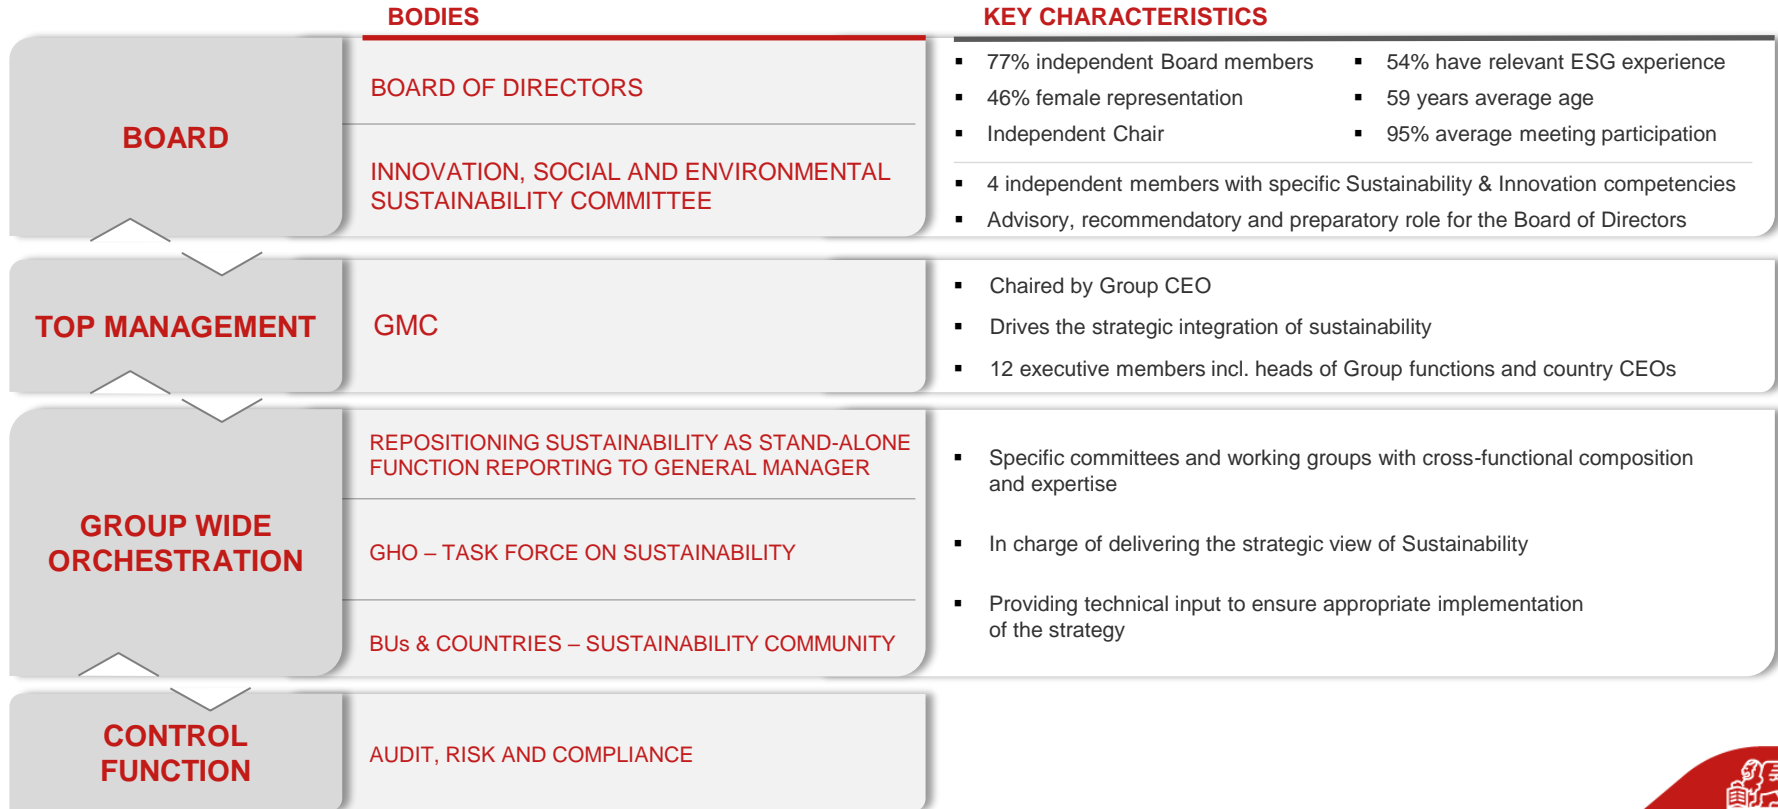 BODIES
KEY CHARACTERISTICS
BOARD
BOARD OF DIRECTORS
▪ 77% independent Board members
▪ 46% female representation
▪ Independent Chair
▪ 54% have relevant ESG experience
▪ 59 years average age
▪ 95% average meeting participation
INNOVATION, SOCIAL AND ENVIRONMENTAL
SUSTAINABILITY COMMITTEE
▪ 4 independent members with specific Sustainability & Innovation competencies
▪ Advisory, recommendatory and preparatory role for the Board of Directors
TOP MANAGEMENT
GMC
▪ Chaired by Group CEO
▪ Drives the strategic integration of sustainability
▪ 12 executive members incl. heads of Group functions and country CEOs
GROUP WIDE
ORCHESTRATION
REPOSITIONING SUSTAINABILITY AS STAND-ALONE
FUNCTION REPORTING TO GENERAL MANAGER
GHO – TASK FORCE ON SUSTAINABILITY
BUs & COUNTRIES – SUSTAINABILITY COMMUNITY
▪ Specific committees and working groups with cross-functional composition
and expertise
▪ In charge of delivering the strategic view of Sustainability
▪ Providing technical input to ensure appropriate implementation
of the strategy
CONTROL
FUNCTION
AUDIT, RISK AND COMPLIANCE